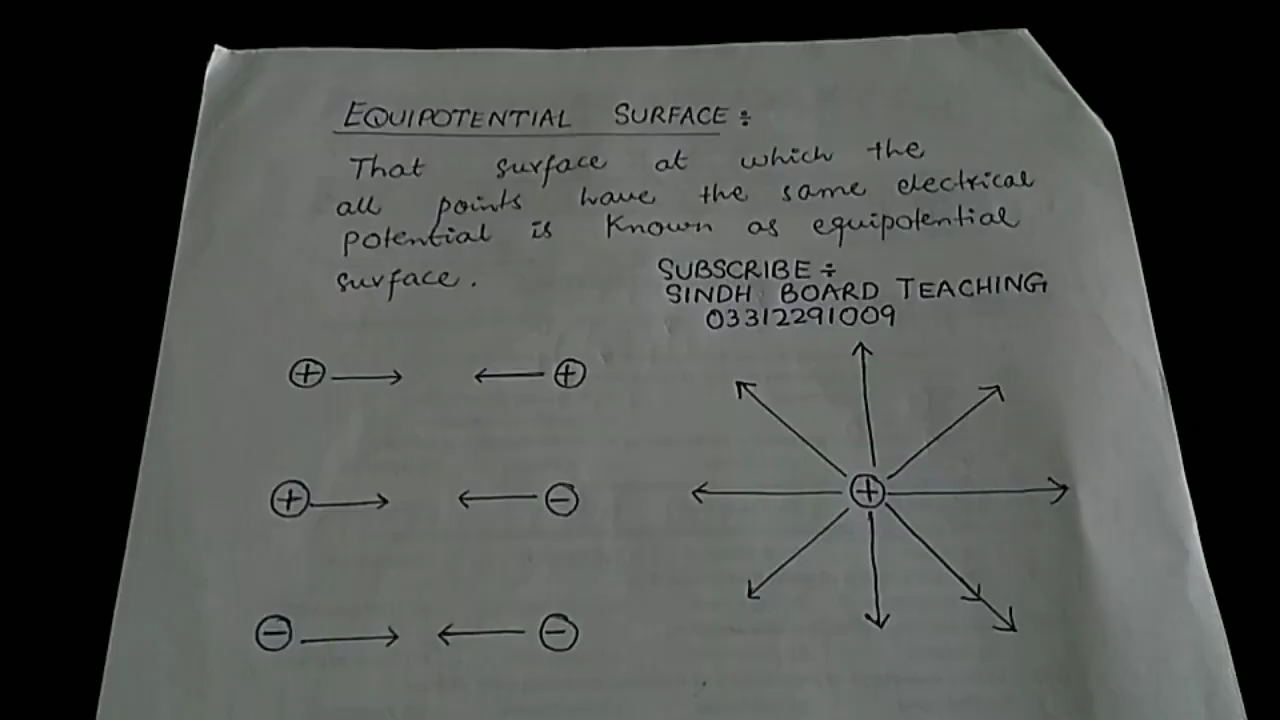 EQUIPOTENTIAL SURFACE ÷
That surface at which the
all points have the same electrical
potential is Known as equipotential
surface.
SUBSCRIBE ÷
SINDH BOARD TEACHING
03312291009
+ +
+ −
− −
+